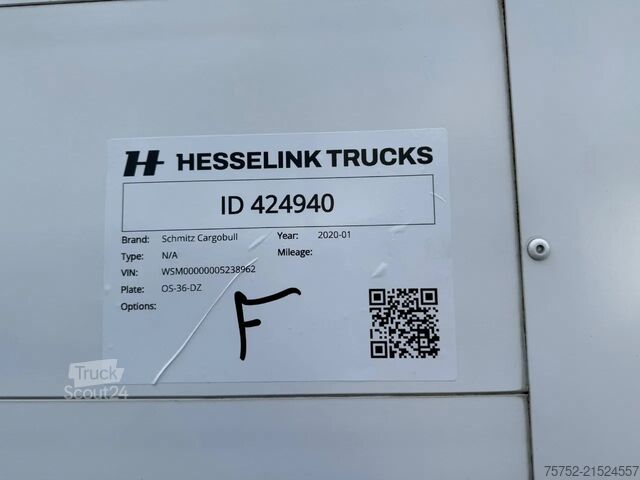 HESSELINK TRUCKS
ID 424940
Brand: Schmitz Cargobull Year: 2020-01
Type: N/A Mileage:
VIN: WSM00000005238962
Plate: OS-36-DZ
Options:
F
Truck
Scout24
75752-21524557